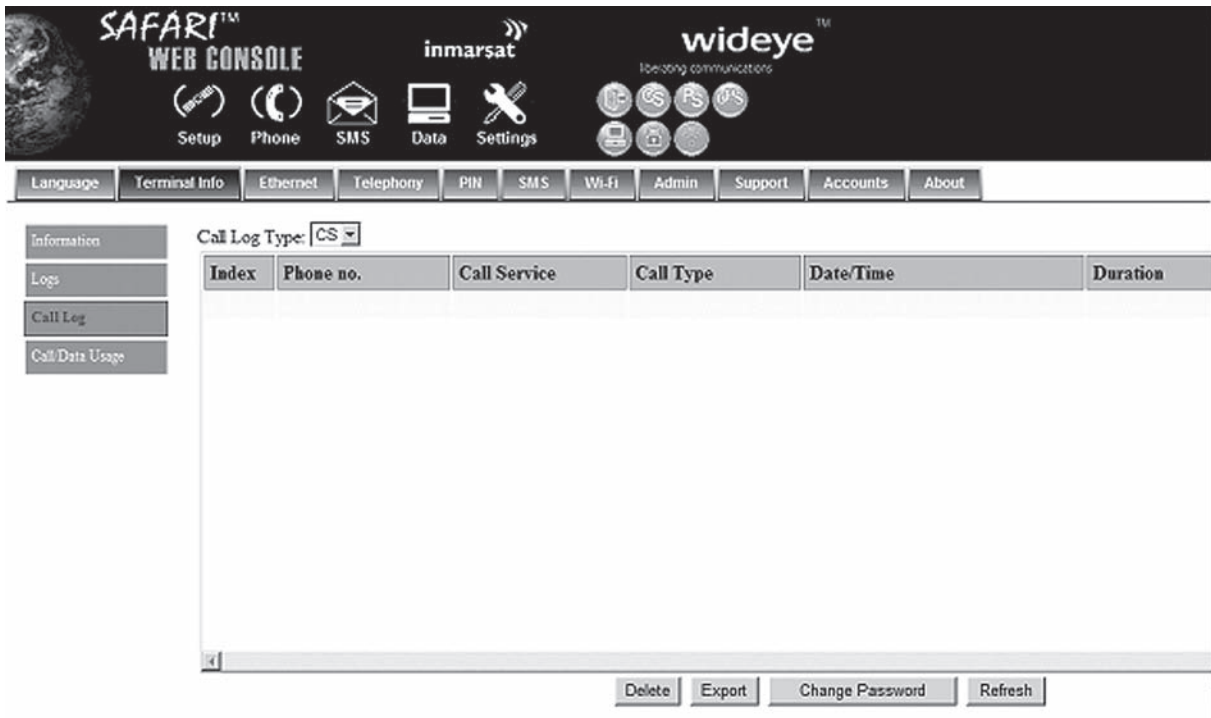 SAFARI™
WEB CONSOLE
inmarsat
wideye™
liberating communications
CS PS
Setup Phone SMS Data Settings
Language Terminal Info Ethernet Telephony PIN SMS Wi-Fi Admin Support Accounts About
Information
Logs
Call Log
Call/Data Usage
Call Log Type: CS
Index Phone no. Call Service Call Type Date/Time Duration
Delete Export Change Password Refresh